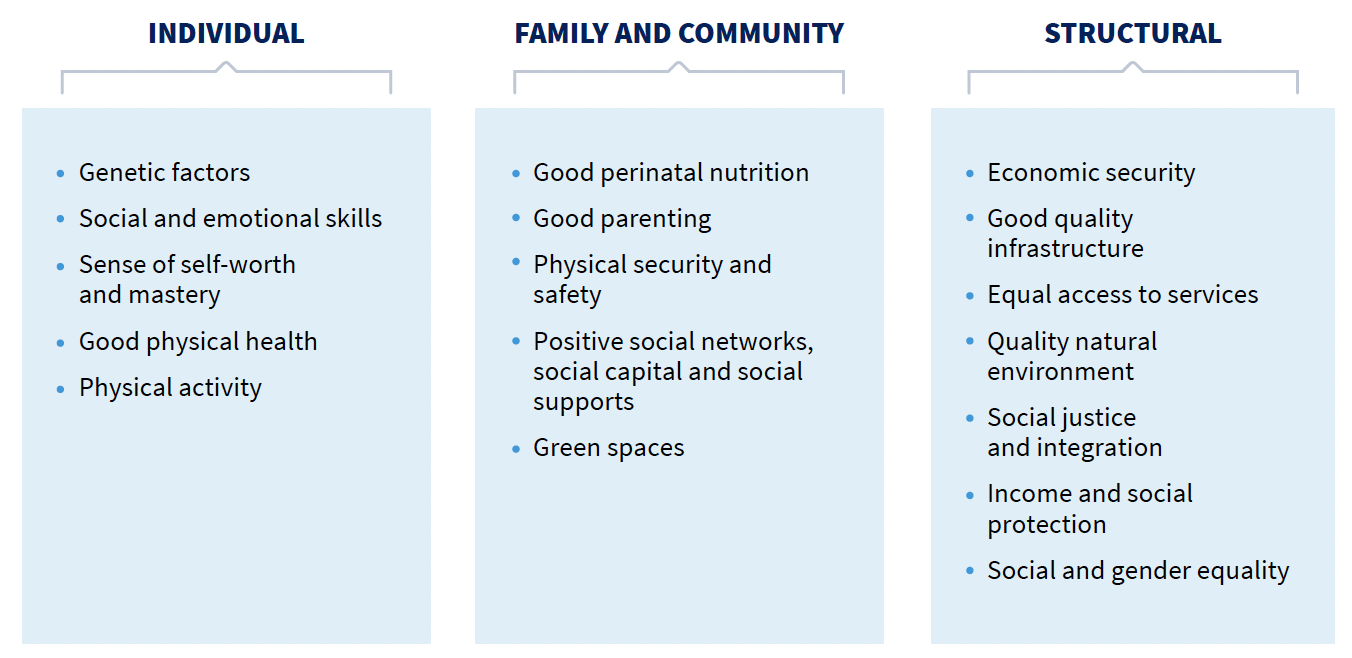 INDIVIDUAL
Genetic factors
Social and emotional skills
Sense of self-worth
and mastery
Good physical health
Physical activity
FAMILY AND COMMUNITY
Good perinatal nutrition
Good parenting
Physical security and
safety
Positive social networks,
social capital and social
supports
Green spaces
STRUCTURAL
Economic security
Good quality
infrastructure
Equal access to services
Quality natural
environment
Social justice
and integration
Income and social
protection
Social and gender equality